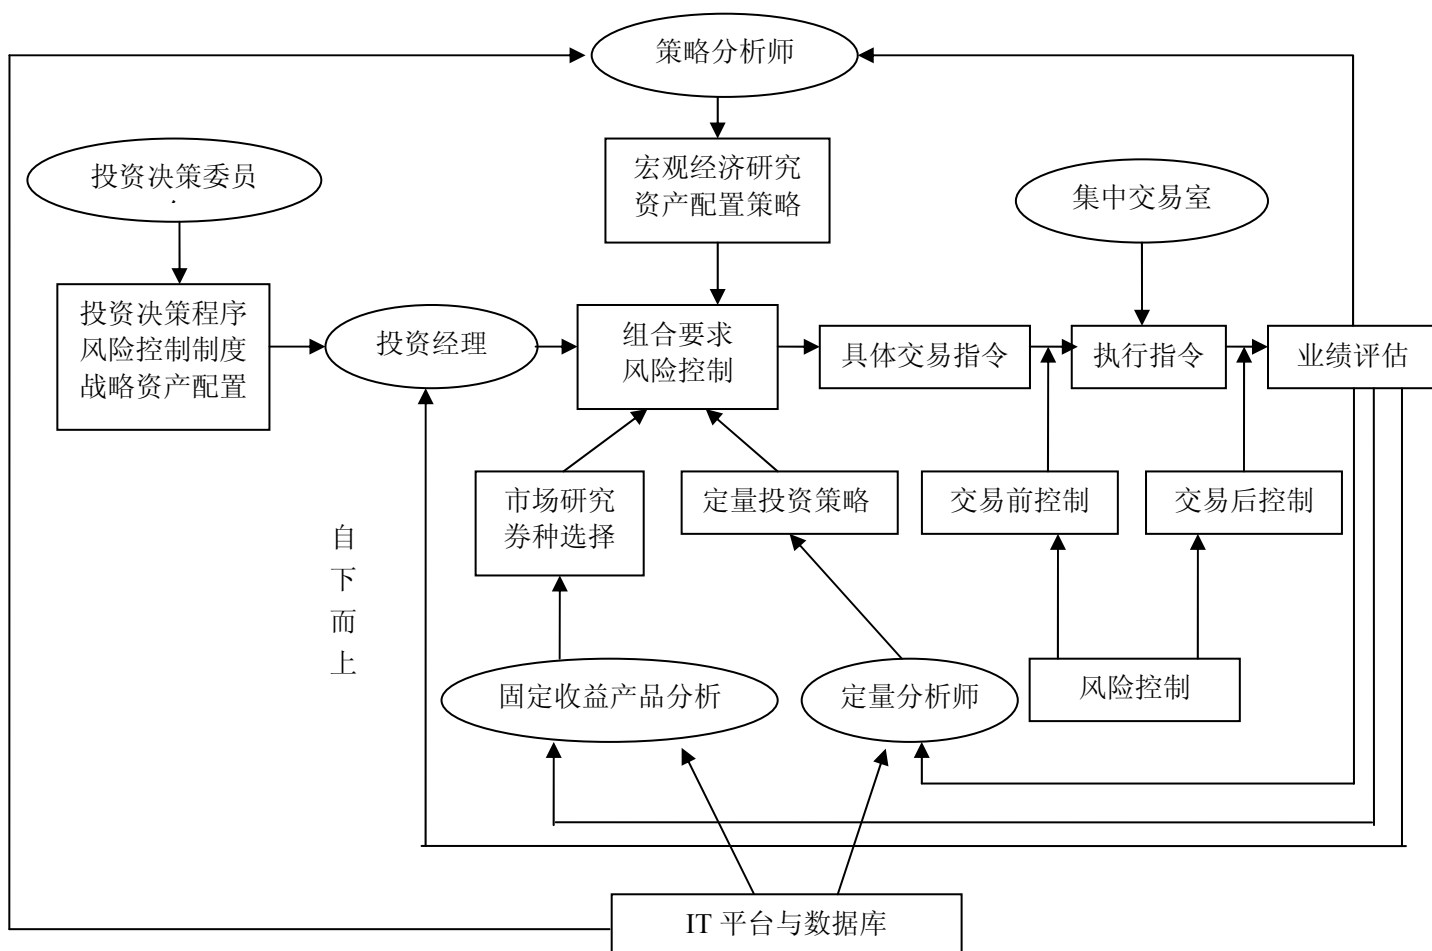 策略分析师
投资决策委员
宏观经济研究
资产配置策略
集中交易室
投资决策程序
风险控制制度
战略资产配置
投资经理
组合要求
风险控制
具体交易指令
执行指令
业绩评估
市场研究
券种选择
定量投资策略
交易前控制
交易后控制
自
下
而
上
固定收益产品分析
定量分析师
风险控制
IT 平台与数据库